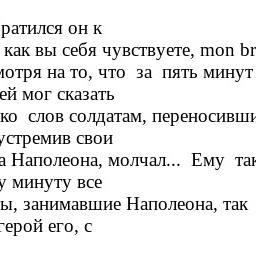 ратился он к
как вы себя чувствуете, mon br
мотря на то, что за пять минут
ей мог сказать
ко слов солдатам, переносивши
устремив свои
а Наполеона, молчал... Ему так
у минуту все
ы, занимавшие Наполеона, так
герой его, с